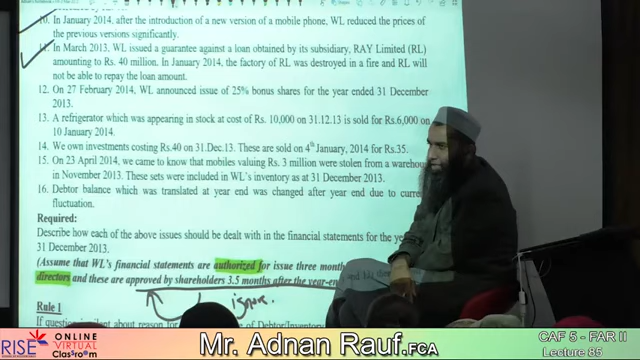 10. In January 2014, after the introduction of a new version of a mobile phone, WL reduced the prices of
the previous versions significantly.
11. In March 2013, WL issued a guarantee against a loan obtained by its subsidiary, RAY Limited (RL)
amounting to Rs. 40 million. In January 2014, the factory of RL was destroyed in a fire and RL will
not be able to repay the loan amount.
12. On 27 February 2014, WL announced issue of 25% bonus shares for the year ended 31 December
2013.
13. A refrigerator which was appearing in stock at cost of Rs. 10,000 on 31.12.13 is sold for Rs.6,000 on
10 January 2014.
14. We own investments costing Rs.40 on 31.Dec.13. These are sold on 4th January, 2014 for Rs.35.
15. On 23 April 2014, we came to know that mobiles valuing Rs. 3 million were stolen from a
in November 2013. These sets were included in WL's inventory as at 31 December 2013.
16. Debtor balance which was translated at year end was changed after year end due to
fluctuation.
Required:
Describe how each of the above issues should be dealt with in the financial statements for the
31 December 2013.
(Assume that WL's financial statements are authorized for issue three
directors and these are approved by shareholders 3.5 months after the
ignore.
Rule 1
If question silent about reason for of Debtor/Inventory
RISE ONLINE
VIRTUAL
Classroom
Mr. Adnan Rauf.FCA
CAF 5 - FAR II
Lecture 85